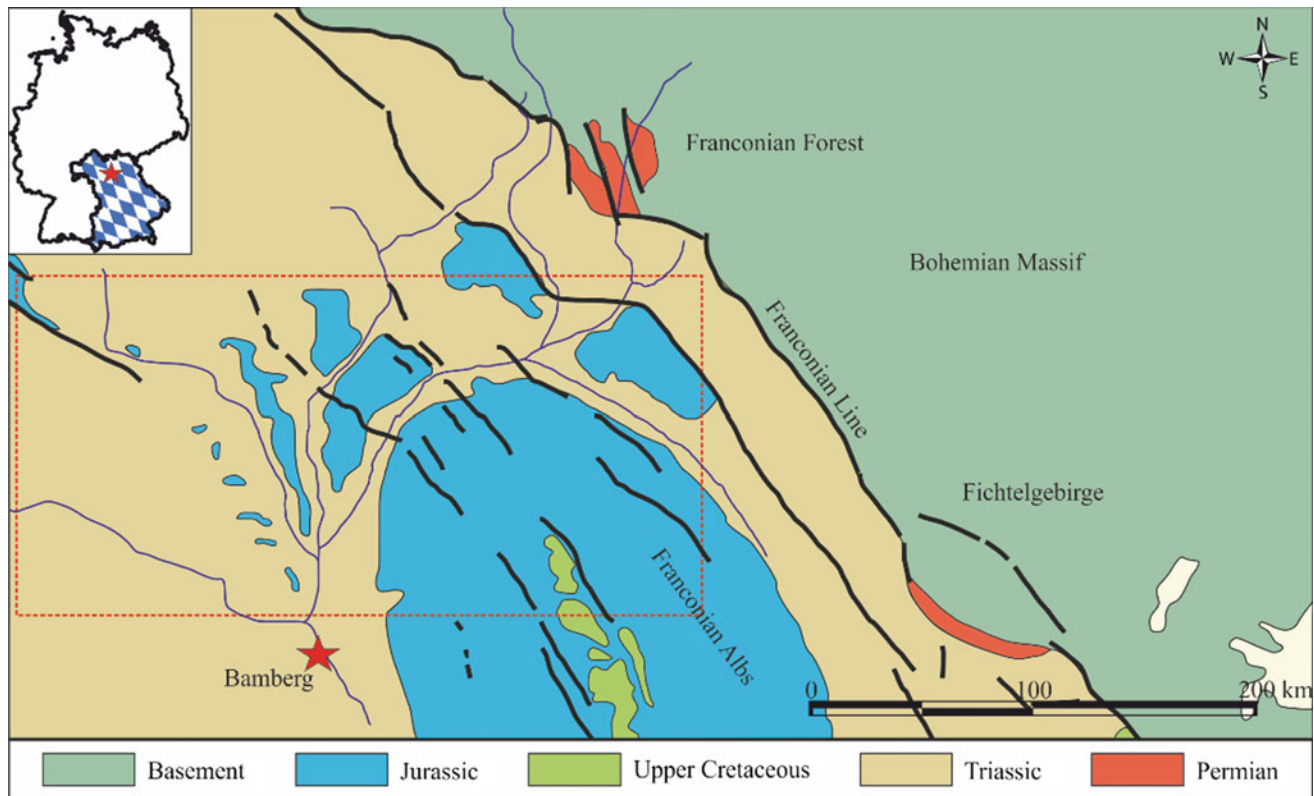 N
W E
S
Franconian Forest
Bohemian Massif
Franconian Line
Fichtelgebirge
Franconian Albs
Bamberg
0 100 200 km
Basement
Jurassic
Upper Cretaceous
Triassic
Permian